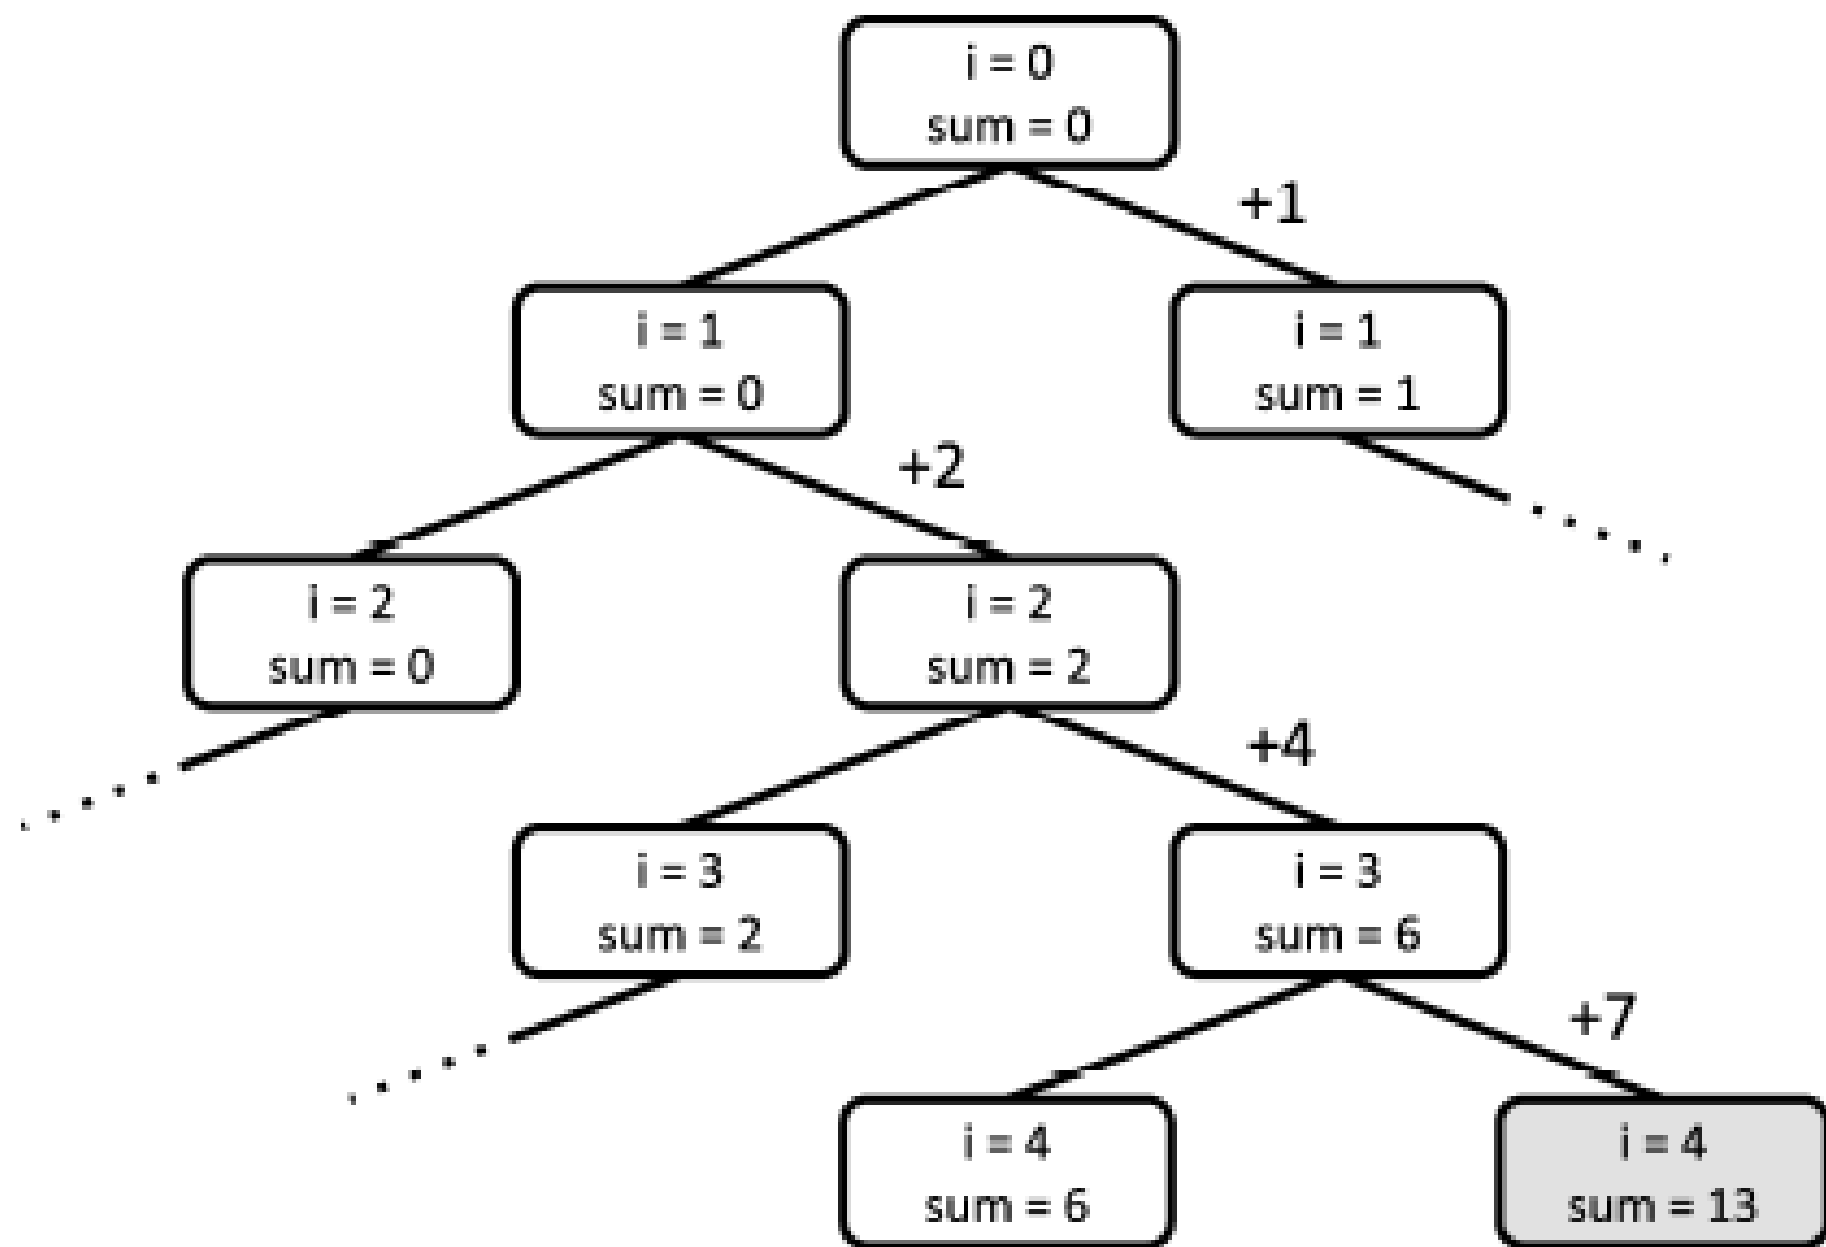 i = 0
sum = 0
+1
i = 1
sum = 0
i = 1
sum = 1
+2
i = 2
sum = 0
i = 2
sum = 2
+4
i = 3
sum = 2
i = 3
sum = 6
+7
i = 4
sum = 6
i = 4
sum = 13